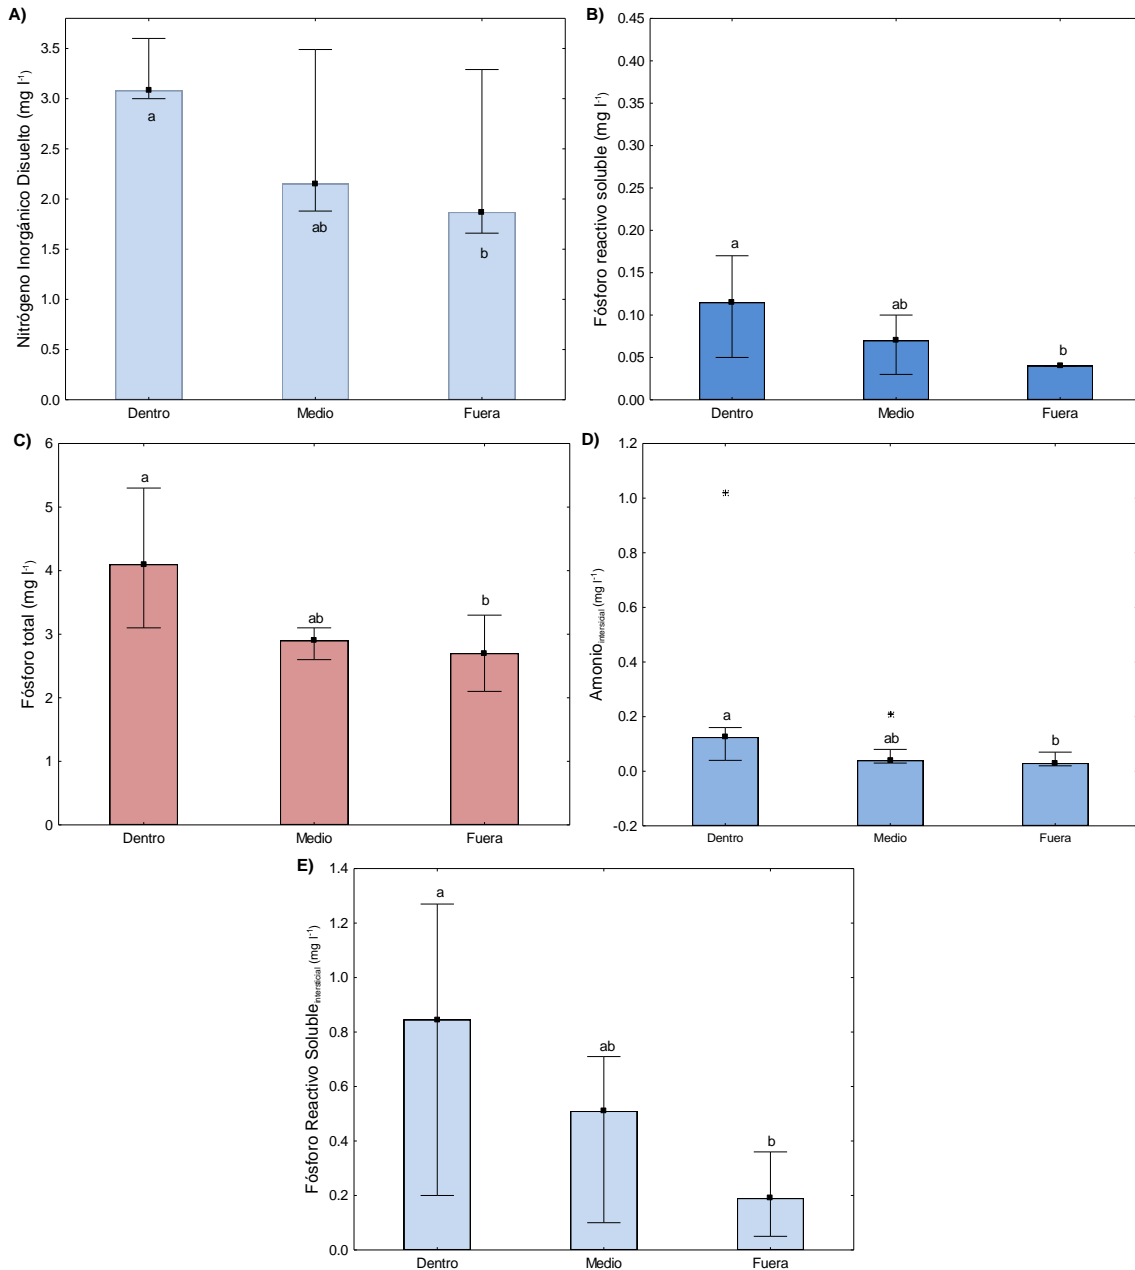 A)
Nitrógeno Inorgánico Disuelto (mg l-1)
3.5
3.0
2.5
2.0
1.5
1.0
0.5
0.0
a
ab
b
Dentro Medio Fuera
B)
Fósforo reactivo soluble (mg l-1)
0.45
0.40
0.35
0.30
0.25
0.20
0.15
0.10
0.05
0.00
a
ab
b
Dentro Medio Fuera
C)
Fósforo total (mg l-1)
6
5
4
3
2
1
0
a
ab
b
Dentro Medio Fuera
D)
Amonio intersicial (mg l-1)
1.2
1.0
0.8
0.6
0.4
0.2
0.0
-0.2
a
ab
b
Dentro Medio Fuera
E)
Fósforo Reactivo Soluble intersticial (mg l-1)
1.4
1.2
1.0
0.8
0.6
0.4
0.2
0.0
a
ab
b
Dentro Medio Fuera